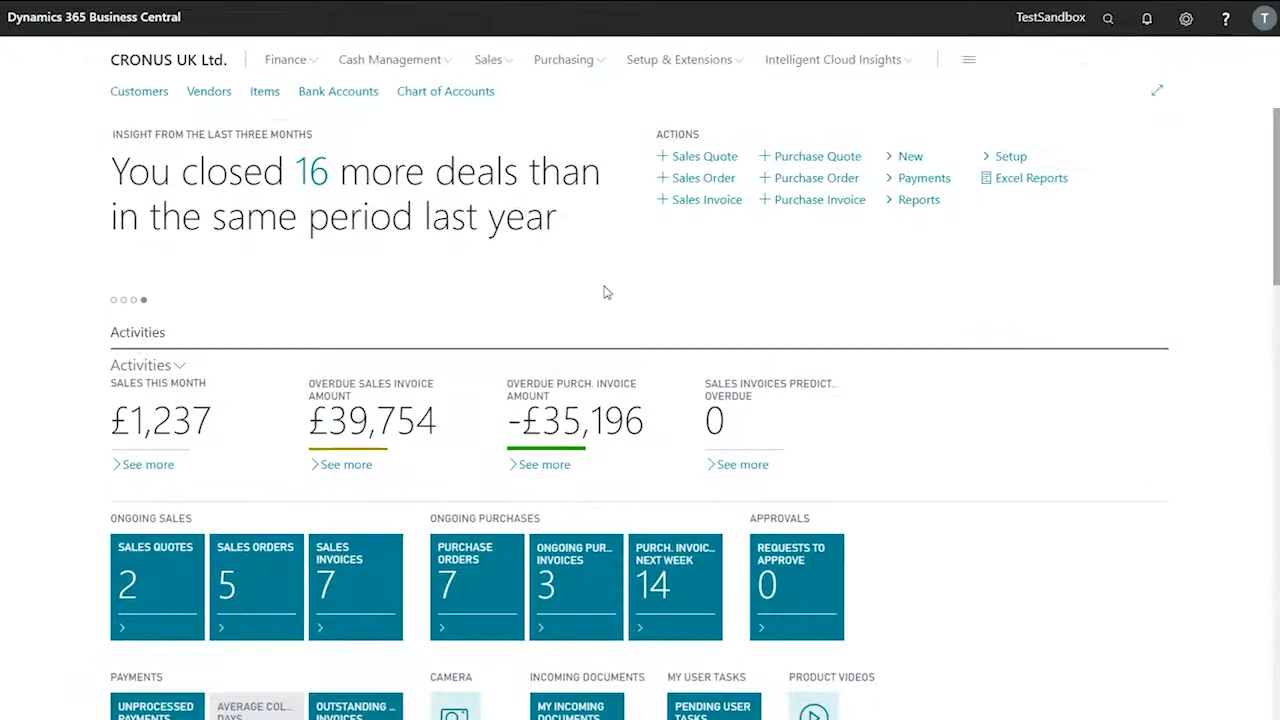 Dynamics 365 Business Central
TestSandbox
?
T
CRONUS UK Ltd.
Finance
Cash Management
Sales
Purchasing
Setup & Extensions
Intelligent Cloud Insights
Customers
Vendors
Items
Bank Accounts
Chart of Accounts
INSIGHT FROM THE LAST THREE MONTHS
You closed 16 more deals than
in the same period last year
ACTIONS
+ Sales Quote
+ Purchase Quote
> New
> Setup
+ Sales Order
+ Purchase Order
> Payments
Excel Reports
+ Sales Invoice
+ Purchase Invoice
> Reports
Activities
Activities
SALES THIS MONTH
£1,237
>See more
OVERDUE SALES INVOICE
AMOUNT
£39,754
>See more
OVERDUE PURCH. INVOICE
AMOUNT
-£35,196
>See more
SALES INVOICES PREDICT...
OVERDUE
0
>See more
ONGOING SALES
SALES QUOTES
2
SALES ORDERS
5
SALES
INVOICES
7
ONGOING PURCHASES
PURCHASE
ORDERS
7
ONGOING PUR...
INVOICES
3
PURCH. INVOIC...
NEXT WEEK
14
APPROVALS
REQUESTS TO
APPROVE
0
PAYMENTS
UNPROCESSED
PAYMENTS
AVERAGE COL...
DAYS
OUTSTANDING ...
INVOICES
CAMERA
INCOMING DOCUMENTS
MY INCOMING
DOCUMENTS
MY USER TASKS
PENDING USER
TASKS
PRODUCT VIDEOS